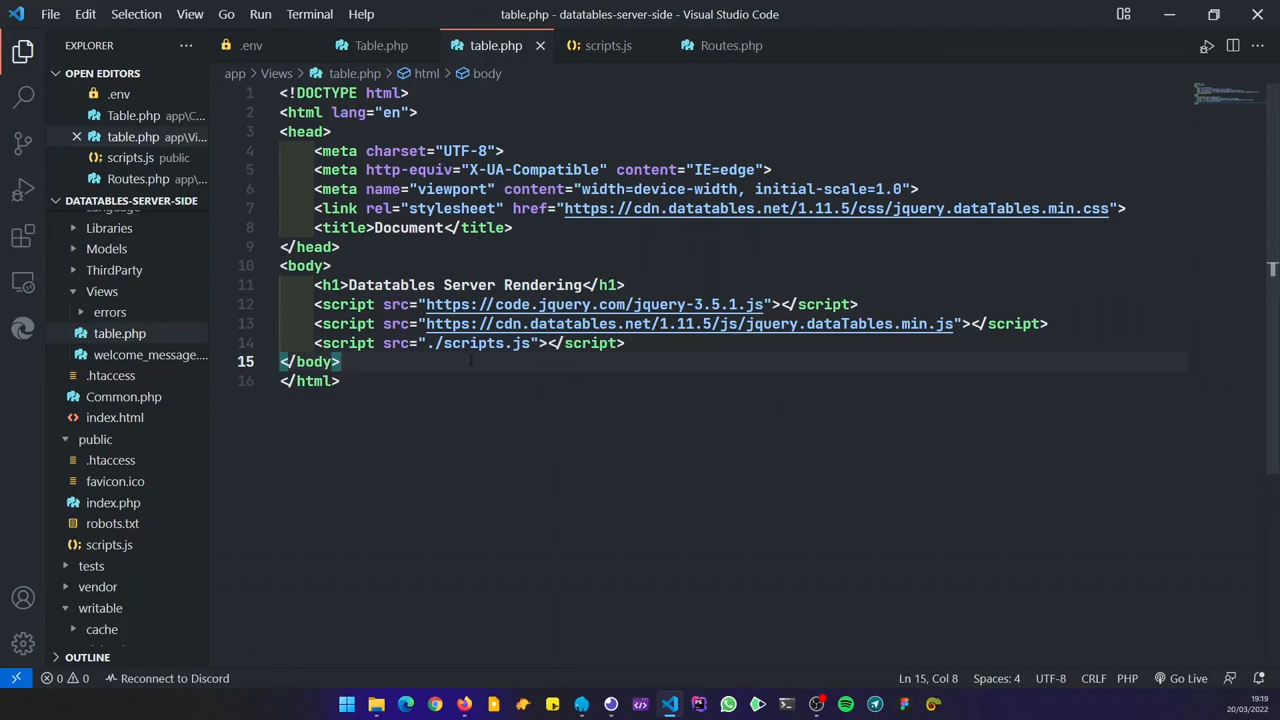 File Edit Selection View Go Run Terminal Help
table.php - datatables-server-side - Visual Studio Code
EXPLORER
OPEN EDITORS
.env
Table.php app\C...
table.php app\Vi...
scripts.js public
Routes.php app\...
DATATABLES-SERVER-SIDE
Language
Libraries
Models
ThirdParty
Views
errors
table.php
welcome_message....
.htaccess
Common.php
index.html
public
.htaccess
favicon.ico
index.php
robots.txt
scripts.js
tests
vendor
writable
cache
OUTLINE
.env Table.php table.php scripts.js Routes.php
app > Views > table.php > html > body
1 <!DOCTYPE html>
2 <html lang="en">
3 <head>
4 <meta charset="UTF-8">
5 <meta http-equiv="X-UA-Compatible" content="IE=edge">
6 <meta name="viewport" content="width=device-width, initial-scale=1.0">
7 <link rel="stylesheet" href="https://cdn.datatables.net/1.11.5/css/jquery.dataTables.min.css">
8 <title>Document</title>
9 </head>
10 <body>
11 <h1>Datatables Server Rendering</h1>
12 <script src="https://code.jquery.com/jquery-3.5.1.js"></script>
13 <script src="https://cdn.datatables.net/1.11.5/js/jquery.dataTables.min.js"></script>
14 <script src="./scripts.js"></script>
15 </body>
16 </html>
0 0 Reconnect to Discord
Ln 15, Col 8 Spaces: 4 UTF-8 CRLF PHP Go Live
19:19
20/03/2022